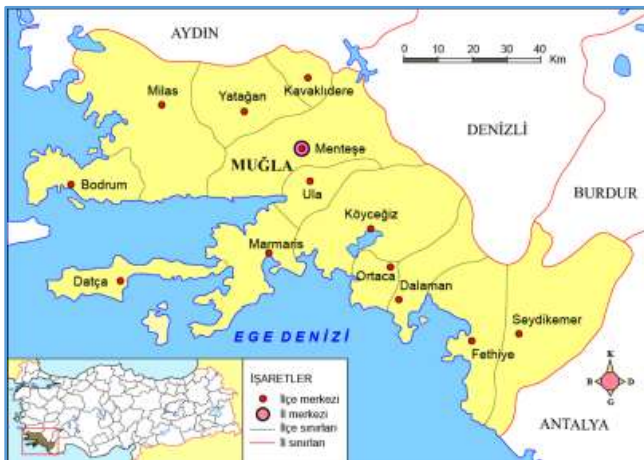 AYDIN
0 10 20 30 40
Km
Kavaklıdere
Milas
Yatağan
DENİZLİ
Menteşe
MUĞLA
Bodrum
Ula
BURDUR
Köyceğiz
Marmaris
Ortaca
Datça
Dalaman
Seydikemer
EGE DENİZİ
Fethiye
K
B D
G
İŞARETLER
İlçe merkezi
İl merkezi
İlçe sınırları
İl sınırları
ANTALYA